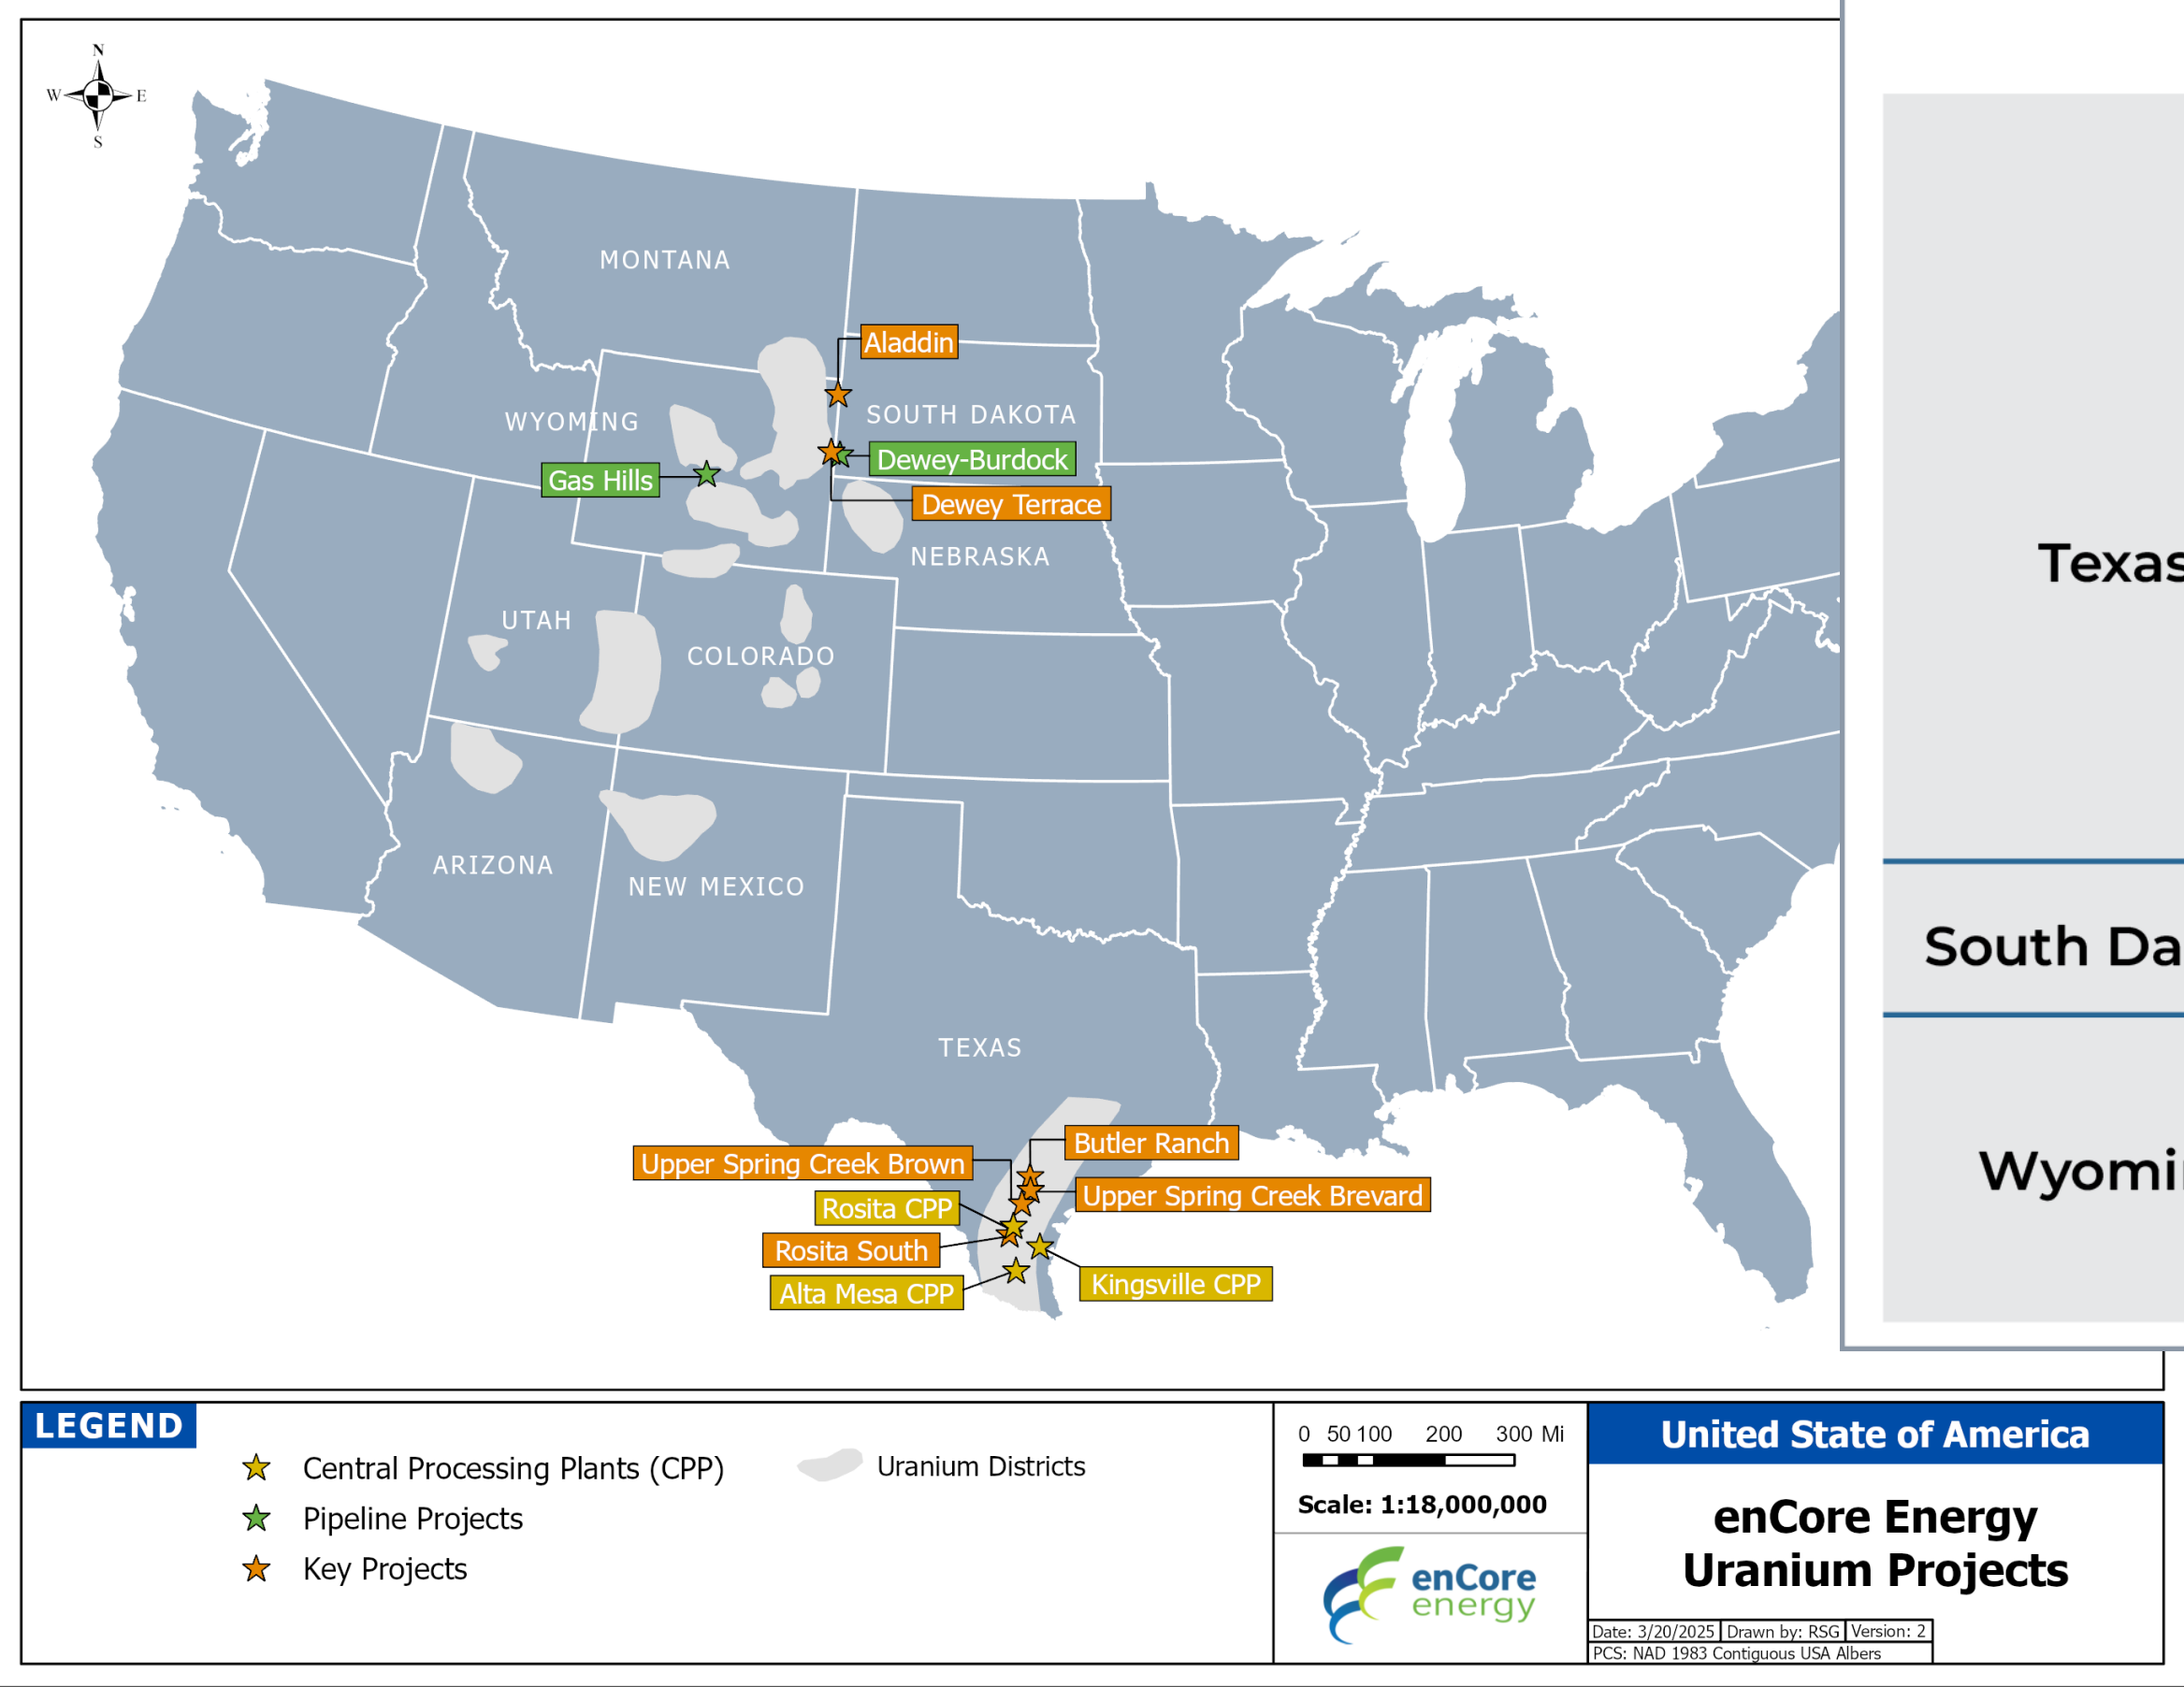 N
W E
S
MONTANA
Aladdin
WYOMING
SOUTH DAKOTA
Gas Hills
Dewey-Burdock
Dewey Terrace
NEBRASKA
UTAH
COLORADO
ARIZONA
NEW MEXICO
TEXAS
Butler Ranch
Upper Spring Creek Brown
Upper Spring Creek Brevard
Rosita CPP
Rosita South
Kingsville CPP
Alta Mesa CPP
Texas
South Da
Wyomi
LEGEND
Central Processing Plants (CPP)
Pipeline Projects
Key Projects
Uranium Districts
0 50 100 200 300 Mi
Scale: 1:18,000,000
enCore
energy
United State of America
enCore Energy
Uranium Projects
Date: 3/20/2025 Drawn by: RSG Version: 2
PCS: NAD 1983 Contiguous USA Albers